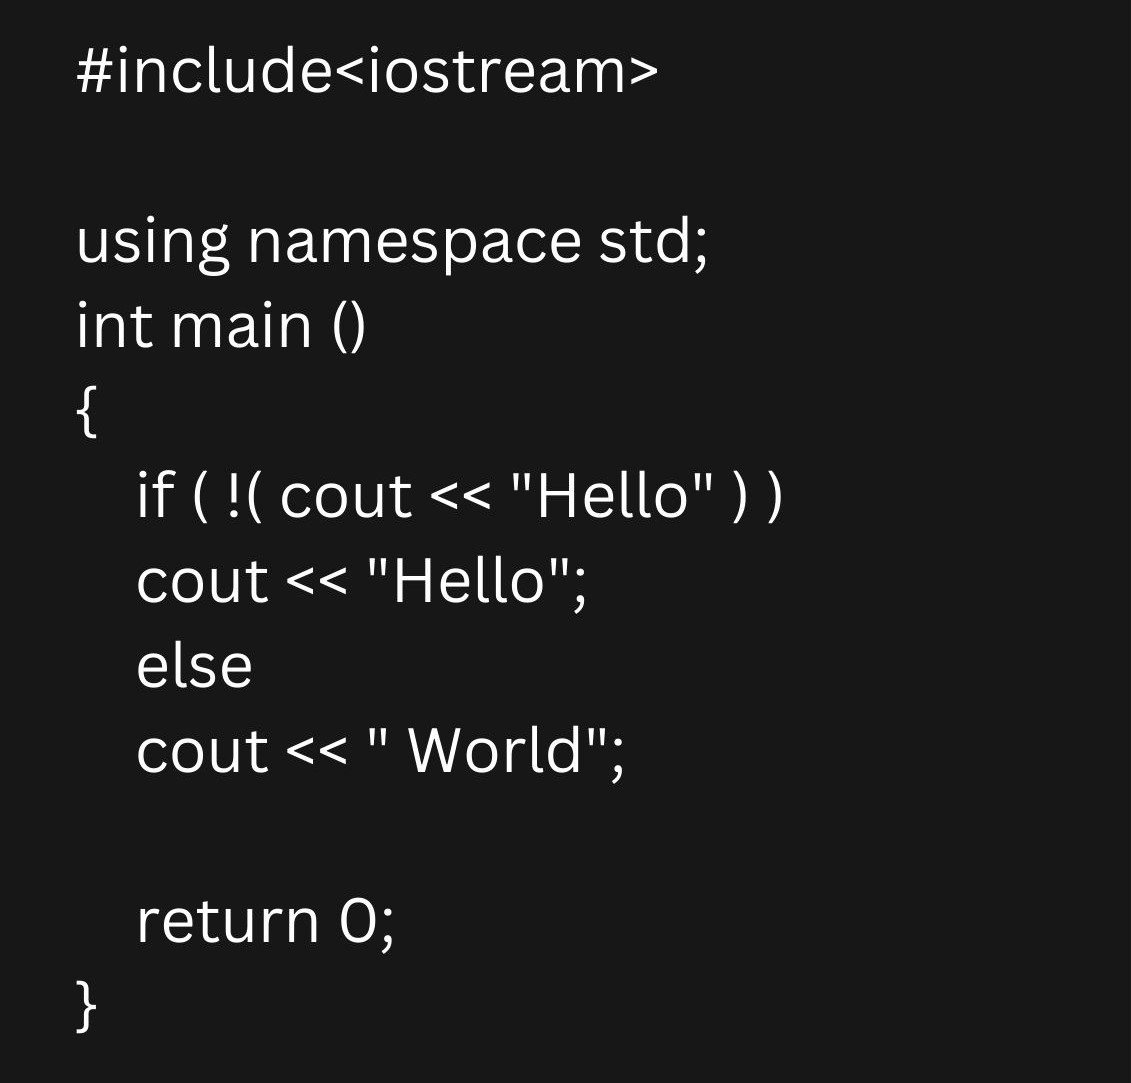 #include<iostream>
using namespace std;
int main ()
{
if ( !( cout << "Hello" ) )
cout << "Hello";
else
cout << " World";
return 0;
}